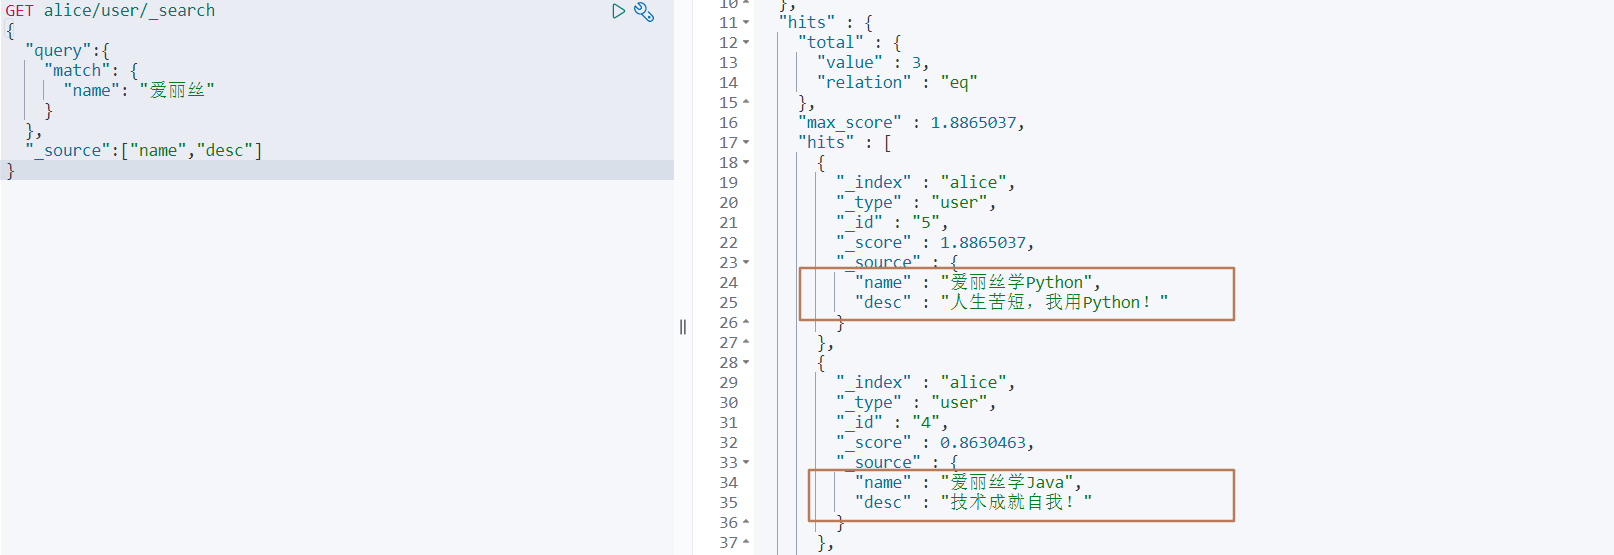 GET alice/user/_search
{
  "query":{
    "match": {
      "name": "爱丽丝"
    }
  },
  "_source":["name","desc"]
}
10 },
11 "hits" : {
12 "total" : {
13 "value" : 3,
14 "relation" : "eq"
15 },
16 "max_score" : 1.8865037,
17 "hits" : [
18 {
19 "_index" : "alice",
20 "_type" : "user",
21 "_id" : "5",
22 "_score" : 1.8865037,
23 "_source" : {
24 "name" : "爱丽丝学Python",
25 "desc" : "人生苦短，我用Python！"
26 }
27 },
28 {
29 "_index" : "alice",
30 "_type" : "user",
31 "_id" : "4",
32 "_score" : 0.8630463,
33 "_source" : {
34 "name" : "爱丽丝学Java",
35 "desc" : "技术成就自我！"
36 }
37 },